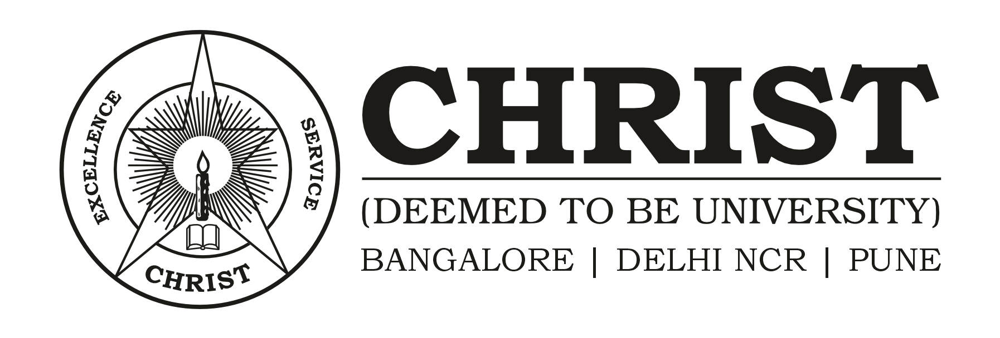 EXCELLENCE
SERVICE
CHRIST
CHRIST
(DEEMED TO BE UNIVERSITY)
BANGALORE | DELHI NCR | PUNE